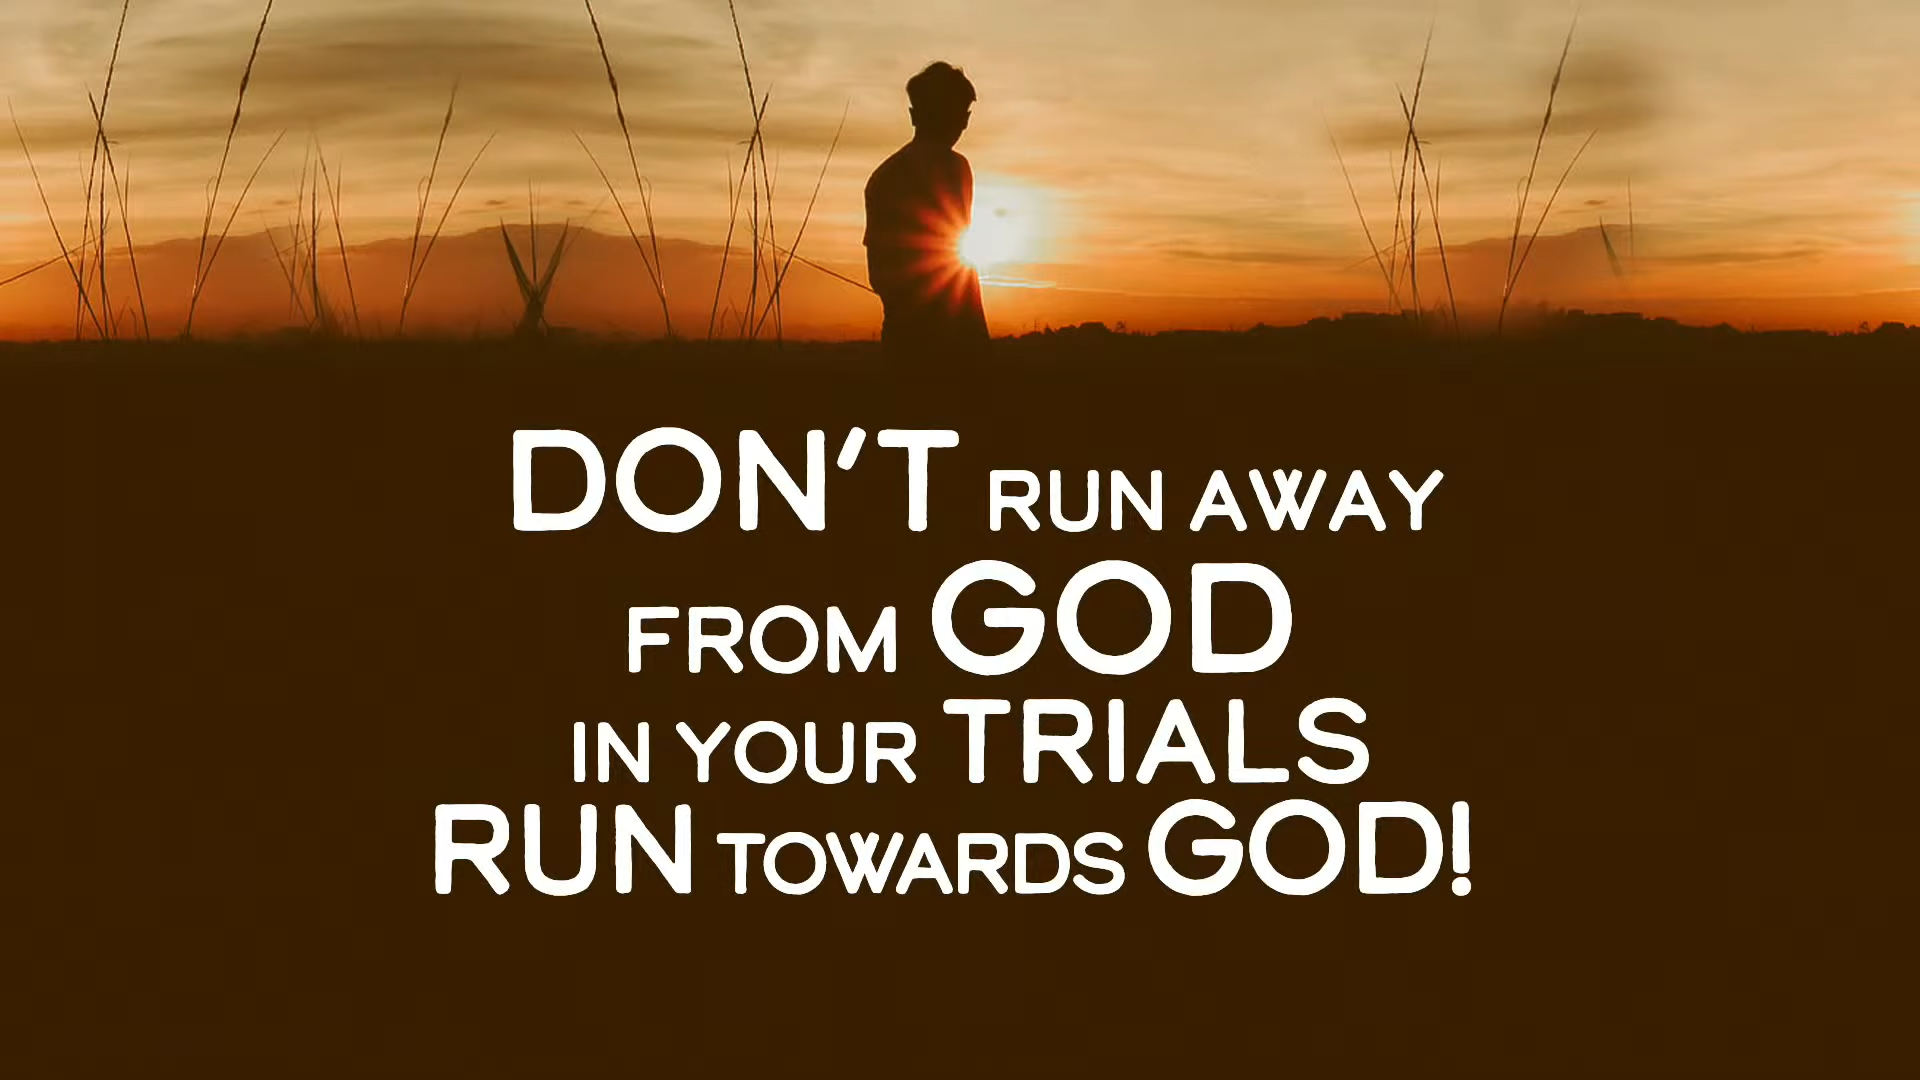 DON'T RUN AWAY
FROM GOD
IN YOUR TRIALS
RUN TOWARDS GOD!